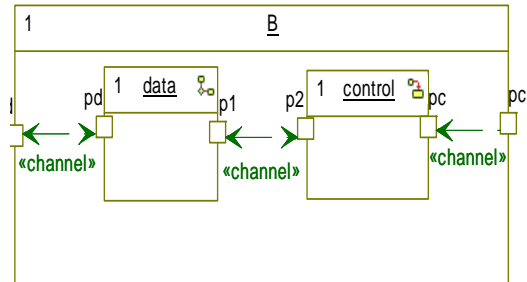 1 B
1 data
1 control
pd
p1
p2
pc
pc
«channel»
«channel»
«channel»